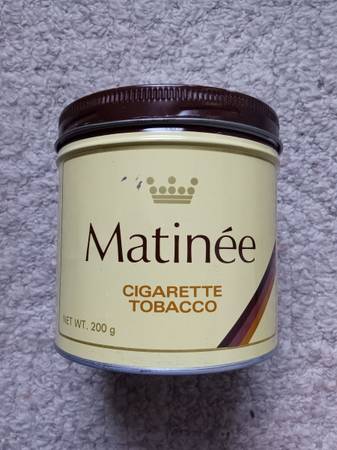 Matinée
CIGARETTE
TOBACCO
NET WT. 200 g